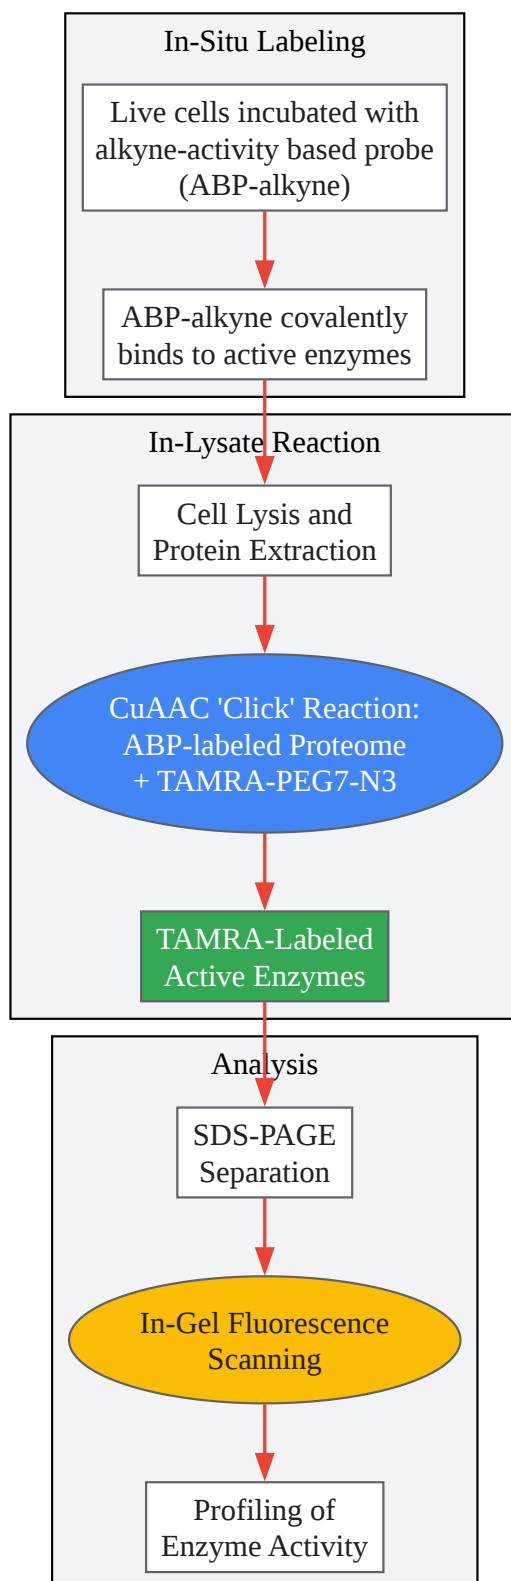 In-Situ Labeling
Live cells incubated with
alkyne-activity based probe
(ABP-alkyne)
ABP-alkyne covalently
binds to active enzymes
In-Lysate Reaction
Cell Lysis and
Protein Extraction
CuAAC 'Click' Reaction:
ABP-labeled Proteome
+ TAMRA-PEG7-N3
TAMRA-Labeled
Active Enzymes
Analysis
SDS-PAGE
Separation
In-Gel Fluorescence
Scanning
Profiling of
Enzyme Activity